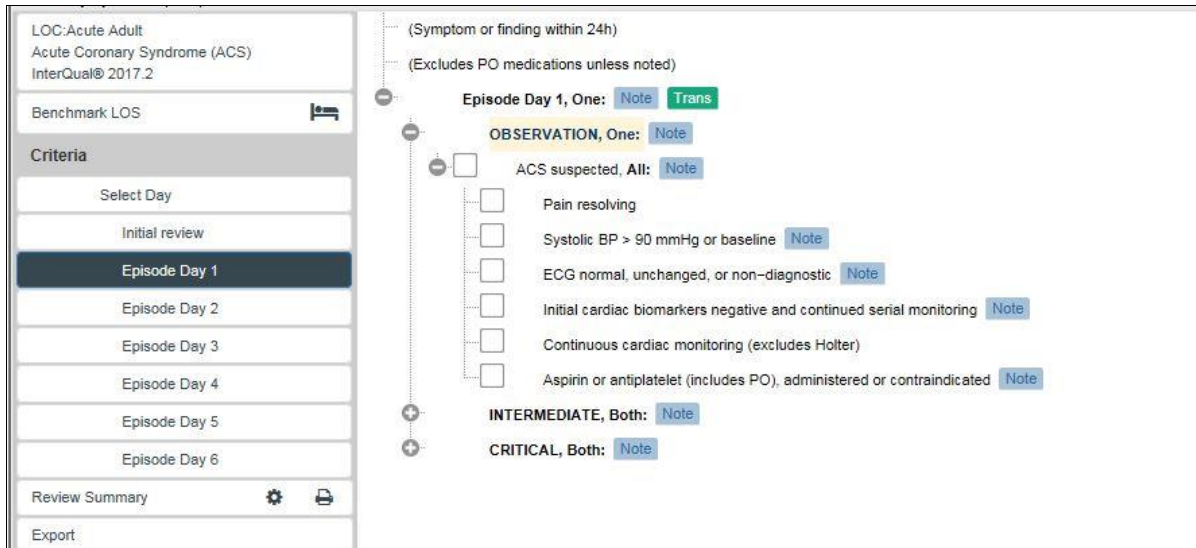 LOC:Acute Adult
Acute Coronary Syndrome (ACS)
InterQual® 2017.2
Benchmark LOS
Criteria
Select Day
Initial review
Episode Day 1
Episode Day 2
Episode Day 3
Episode Day 4
Episode Day 5
Episode Day 6
Review Summary
Export
(Symptom or finding within 24h)
(Excludes PO medications unless noted)
Episode Day 1, One: Note Trans
OBSERVATION, One: Note
ACS suspected, All: Note
Pain resolving
Systolic BP > 90 mmHg or baseline Note
ECG normal, unchanged, or non−diagnostic Note
Initial cardiac biomarkers negative and continued serial monitoring Note
Continuous cardiac monitoring (excludes Holter)
Aspirin or antiplatelet (includes PO), administered or contraindicated Note
INTERMEDIATE, Both: Note
CRITICAL, Both: Note